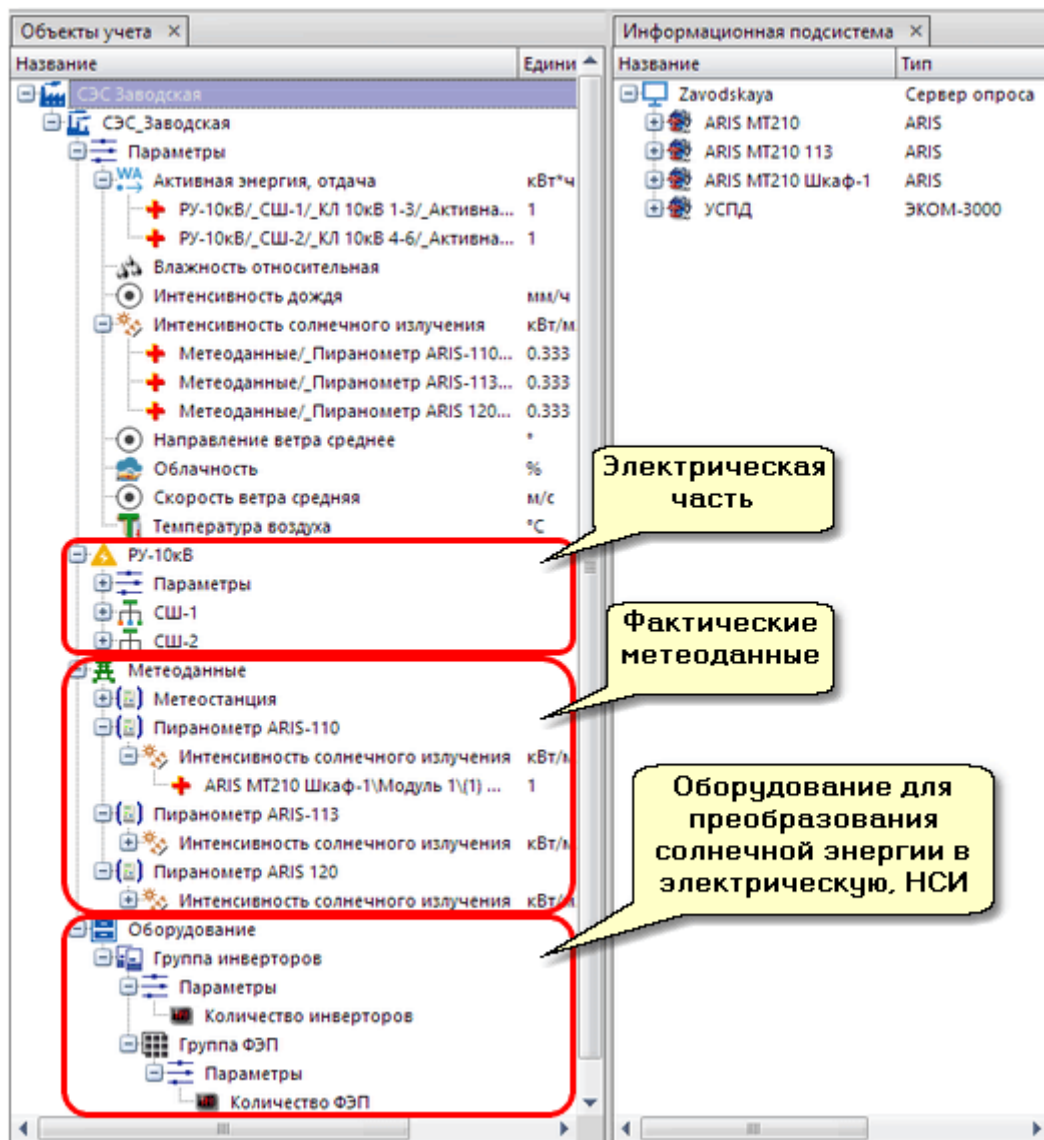 Объекты учета ×
Название Едини
СЭС Заводская
СЭС_Заводская
Параметры
Активная энергия, отдача кВт*ч
РУ-10кВ/_СШ-1/_КЛ 10кВ 1-3/_Активна... 1
РУ-10кВ/_СШ-2/_КЛ 10кВ 4-6/_Активна... 1
Влажность относительная
Интенсивность дождя мм/ч
Интенсивность солнечного излучения кВт/м
Метеоданные/_Пиранометр ARIS-110... 0.333
Метеоданные/_Пиранометр ARIS-113... 0.333
Метеоданные/_Пиранометр ARIS 120... 0.333
Направление ветра среднее °
Облачность %
Скорость ветра средняя м/с
Температура воздуха °C
РУ-10кВ
Параметры
СШ-1
СШ-2
Метеоданные
Метеостанция
Пиранометр ARIS-110
Интенсивность солнечного излучения кВт/м
ARIS MT210 Шкаф-1\Модуль 1\(1) ... 1
Пиранометр ARIS-113
Интенсивность солнечного излучения кВт/м
Пиранометр ARIS 120
Интенсивность солнечного излучения кВт/м
Оборудование
Группа инверторов
Параметры
Количество инверторов
Группа ФЭП
Параметры
Количество ФЭП
Информационная подсистема ×
Название Тип
Zavodskaya Сервер опроса
ARIS MT210 ARIS
ARIS MT210 113 ARIS
ARIS MT210 Шкаф-1 ARIS
УСПД ЭКОМ-3000
Электрическая
часть
Фактические
метеоданные
Оборудование для
преобразования
солнечной энергии в
электрическую, НСИ